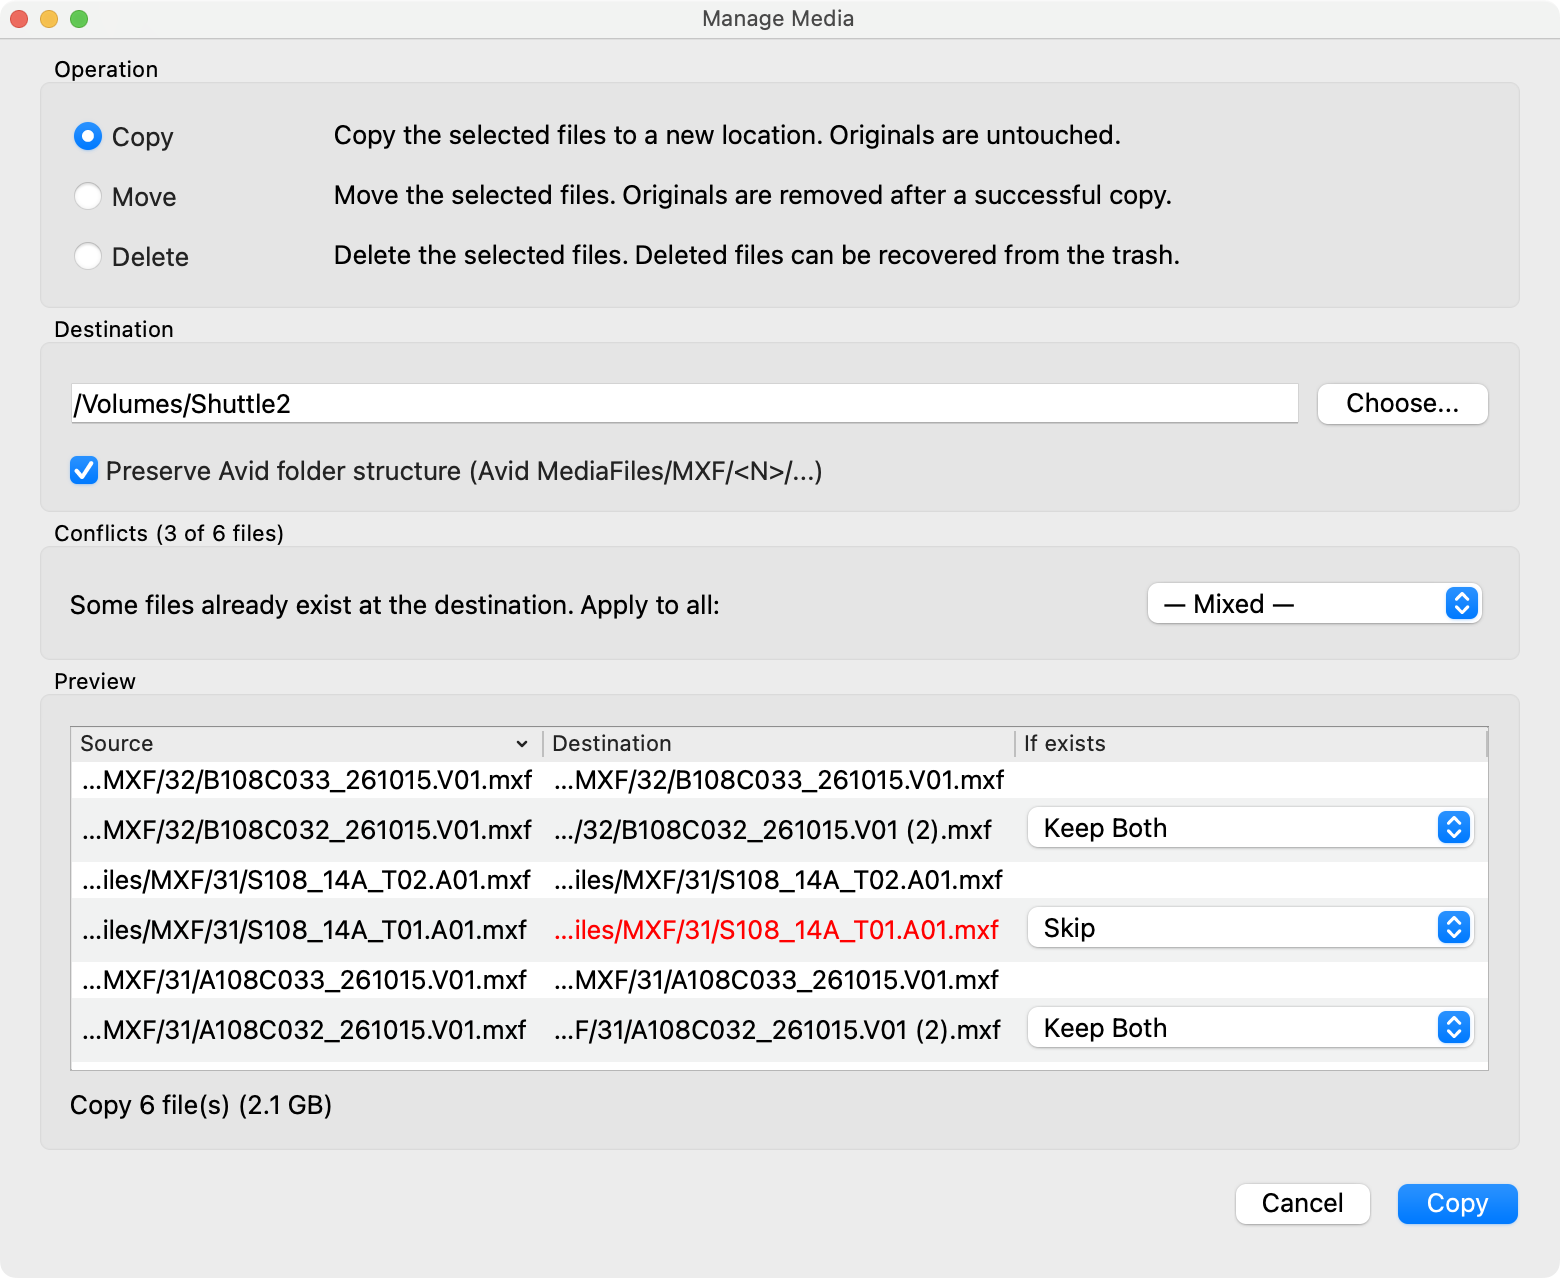 Manage Media
Operation
Copy Copy the selected files to a new location. Originals are untouched.
Move Move the selected files. Originals are removed after a successful copy.
Delete Delete the selected files. Deleted files can be recovered from the trash.
Destination
/Volumes/Shuttle2 Choose...
Preserve Avid folder structure (Avid MediaFiles/MXF/<N>/...)
Conflicts (3 of 6 files)
Some files already exist at the destination. Apply to all: — Mixed —
Preview
Source Destination If exists
...MXF/32/B108C033_261015.V01.mxf ...MXF/32/B108C033_261015.V01.mxf
...MXF/32/B108C032_261015.V01.mxf .../32/B108C032_261015.V01 (2).mxf Keep Both
...iles/MXF/31/S108_14A_T02.A01.mxf ...iles/MXF/31/S108_14A_T02.A01.mxf
...iles/MXF/31/S108_14A_T01.A01.mxf ...iles/MXF/31/S108_14A_T01.A01.mxf Skip
...MXF/31/A108C033_261015.V01.mxf ...MXF/31/A108C033_261015.V01.mxf
...MXF/31/A108C032_261015.V01.mxf ...F/31/A108C032_261015.V01 (2).mxf Keep Both
Copy 6 file(s) (2.1 GB)
Cancel Copy